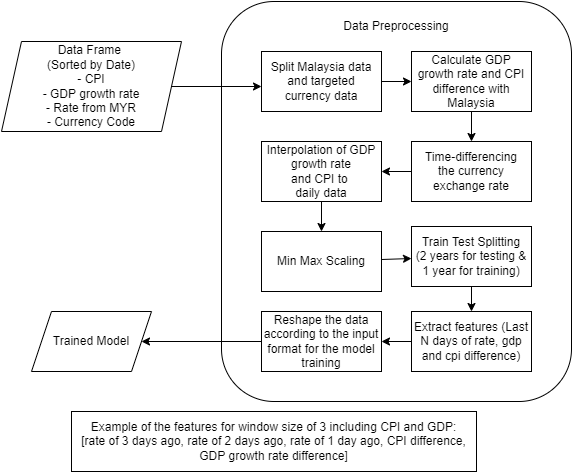 Data Preprocessing
Data Frame
(Sorted by Date)
- CPI
- GDP growth rate
- Rate from MYR
- Currency Code
Split Malaysia data
and targeted
currency data
Calculate GDP
growth rate and CPI
difference with
Malaysia
Time-differencing
the currency
exchange rate
Interpolation of GDP
growth rate
and CPI to
daily data
Min Max Scaling
Train Test Splitting
(2 years for testing &
1 year for training)
Extract features (Last
N days of rate, gdp
and cpi difference)
Reshape the data
according to the input
format for the model
training
Trained Model
Example of the features for window size of 3 including CPI and GDP:
[rate of 3 days ago, rate of 2 days ago, rate of 1 day ago, CPI difference,
GDP growth rate difference]